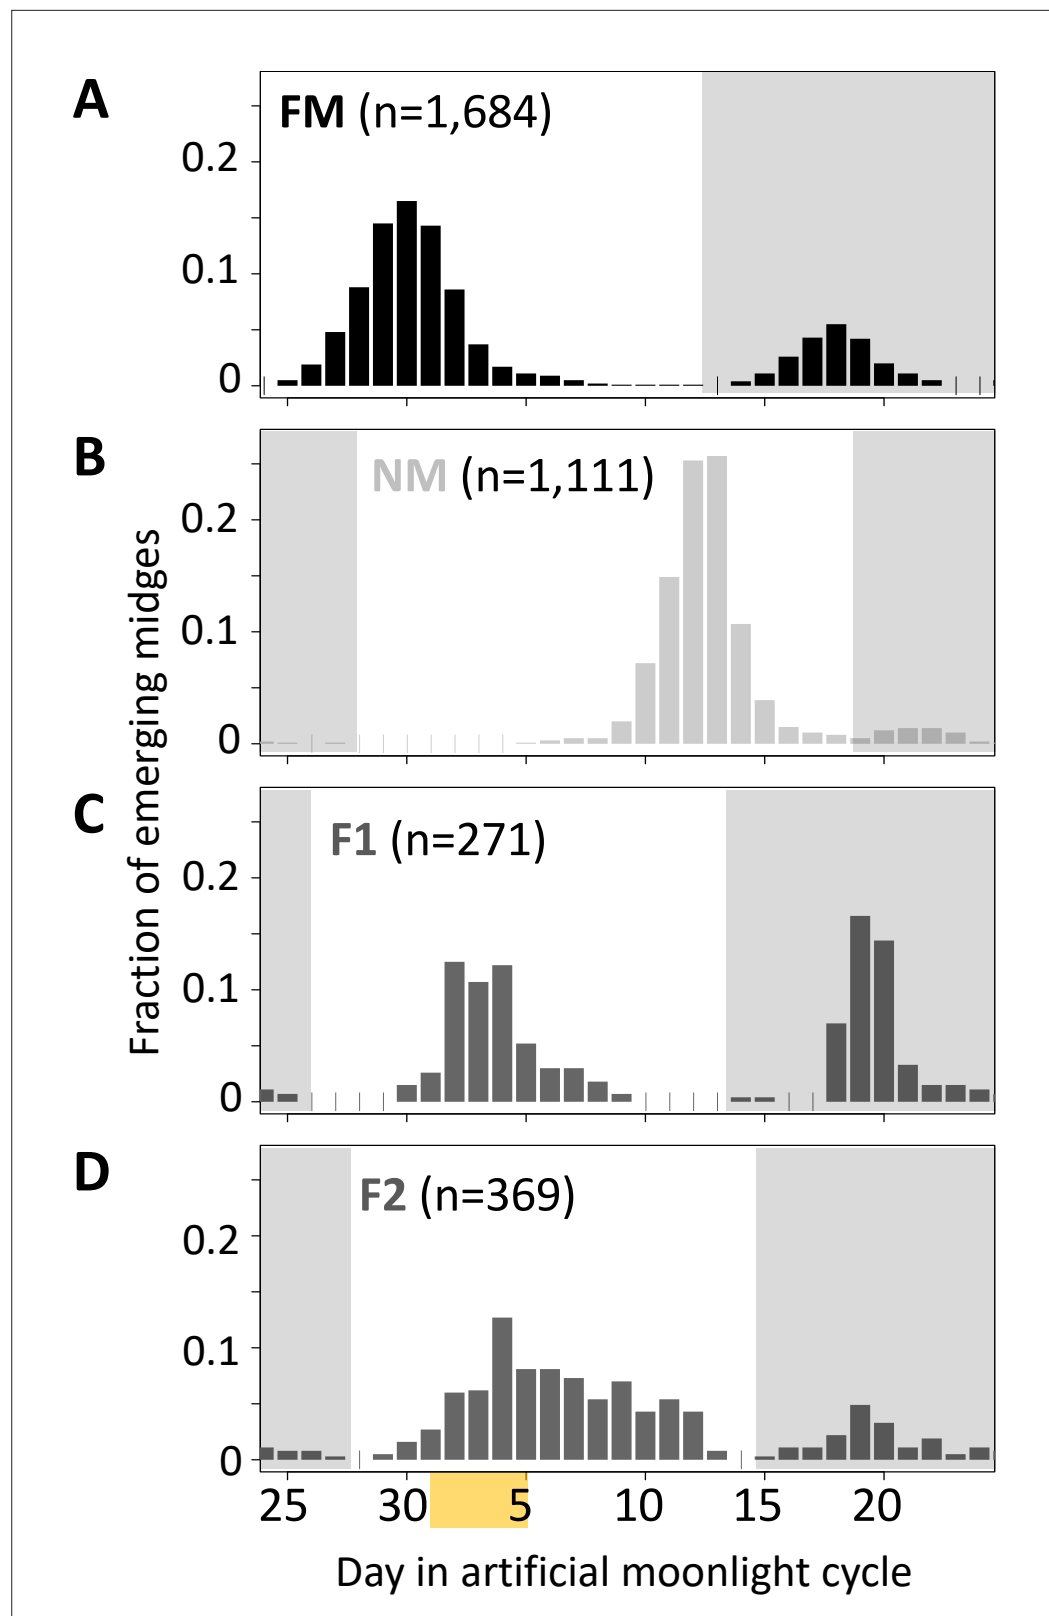 A
FM (n=1,684)
0.2
0.1
0
B
NM (n=1,111)
0.2
0.1
0
Fraction of emerging midges
C
F1 (n=271)
0.2
0.1
0
D
F2 (n=369)
0.2
0.1
0
25 30 5 10 15 20
Day in artificial moonlight cycle